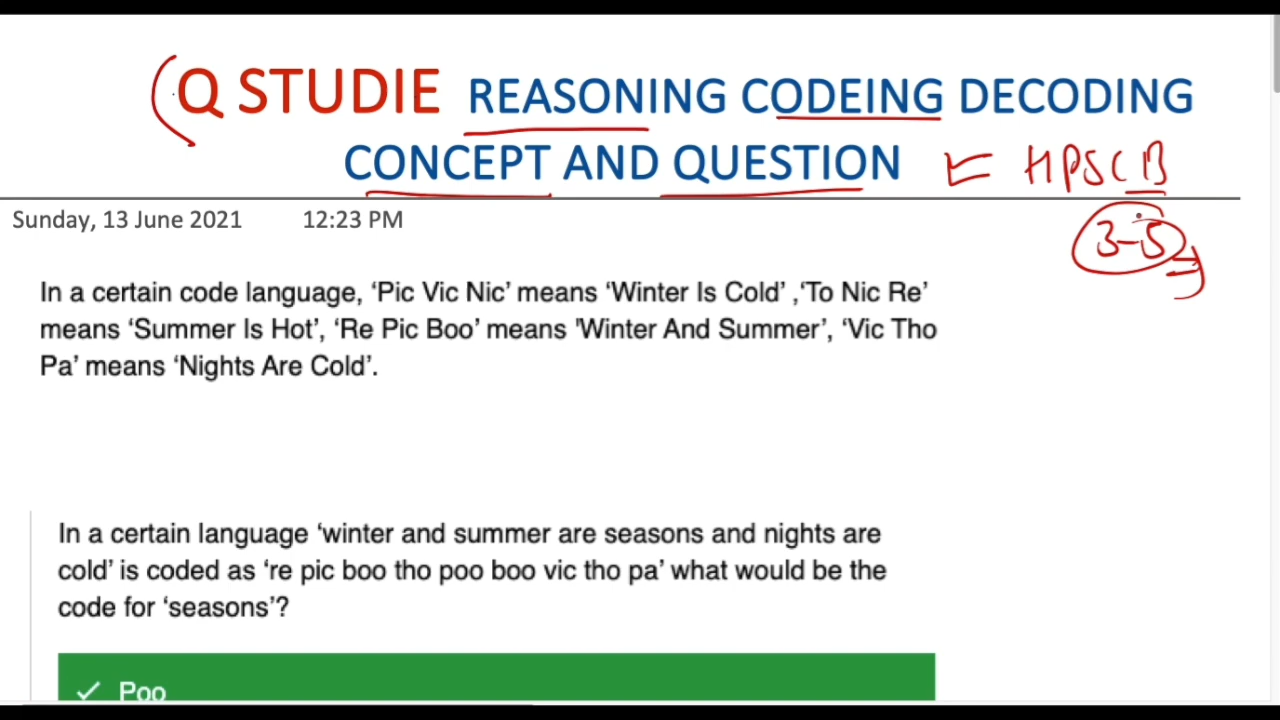 Q STUDIE REASONING CODEING DECODING
CONCEPT AND QUESTION ← HPSCB
Sunday, 13 June 2021 12:23 PM
3-5
In a certain code language, ‘Pic Vic Nic’ means ‘Winter Is Cold’ ,‘To Nic Re’
means ‘Summer Is Hot’, ‘Re Pic Boo’ means 'Winter And Summer’, ‘Vic Tho
Pa’ means ‘Nights Are Cold’.
In a certain language ‘winter and summer are seasons and nights are
cold’ is coded as ‘re pic boo tho poo boo vic tho pa’ what would be the
code for ‘seasons’?
✓ Poo